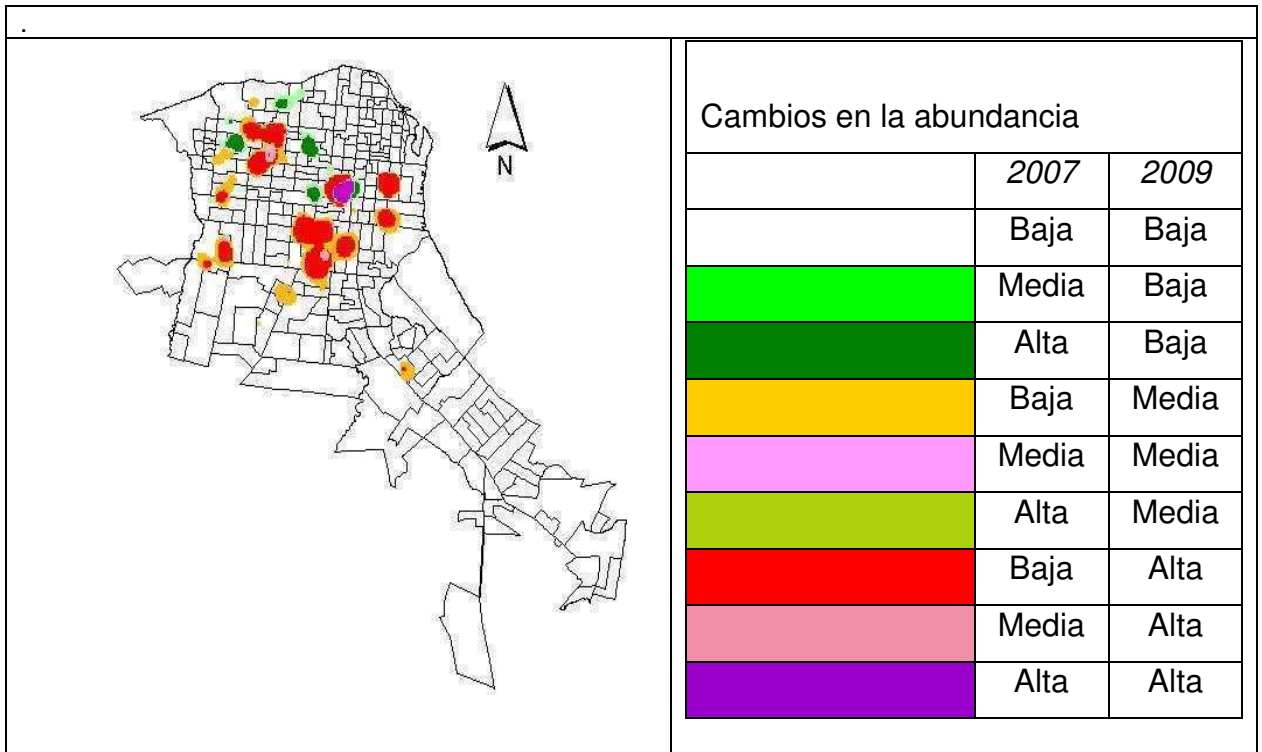 .
N
Cambios en la abundancia
2007 2009
Baja Baja
Media Baja
Alta Baja
Baja Media
Media Media
Alta Media
Baja Alta
Media Alta
Alta Alta